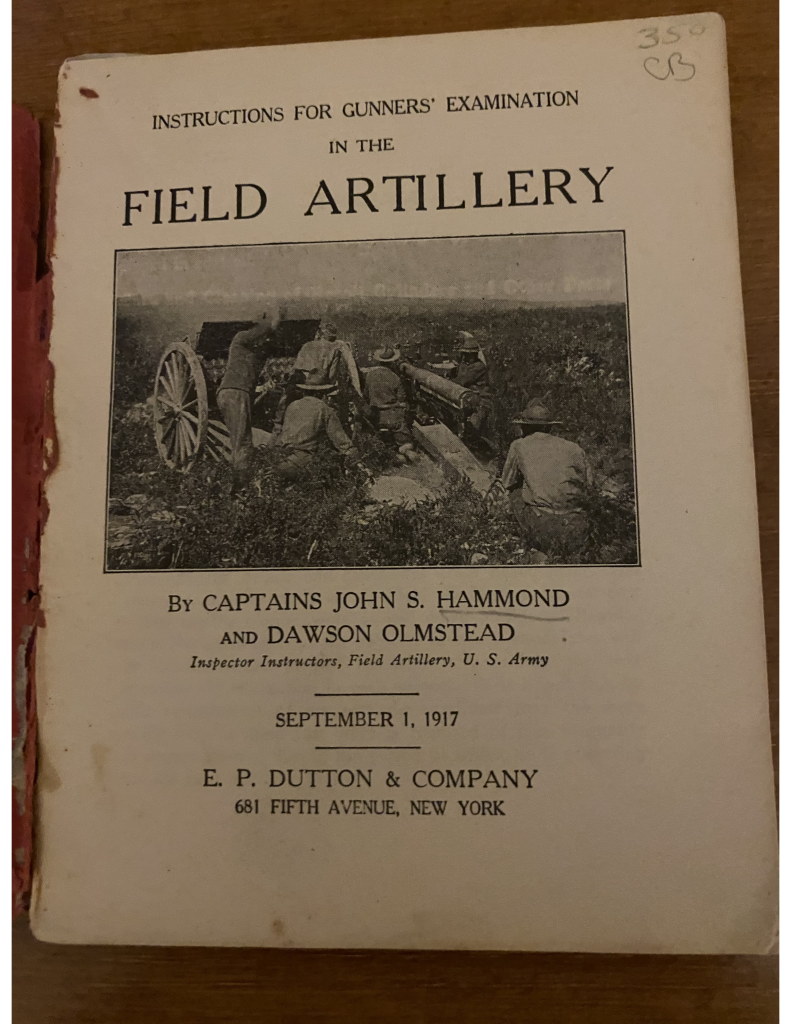 350
CB
INSTRUCTIONS FOR GUNNERS' EXAMINATION
IN THE
FIELD ARTILLERY
By CAPTAINS JOHN S. HAMMOND
AND DAWSON OLMSTEAD
Inspector Instructors, Field Artillery, U. S. Army
SEPTEMBER 1, 1917
E. P. DUTTON & COMPANY
681 FIFTH AVENUE, NEW YORK